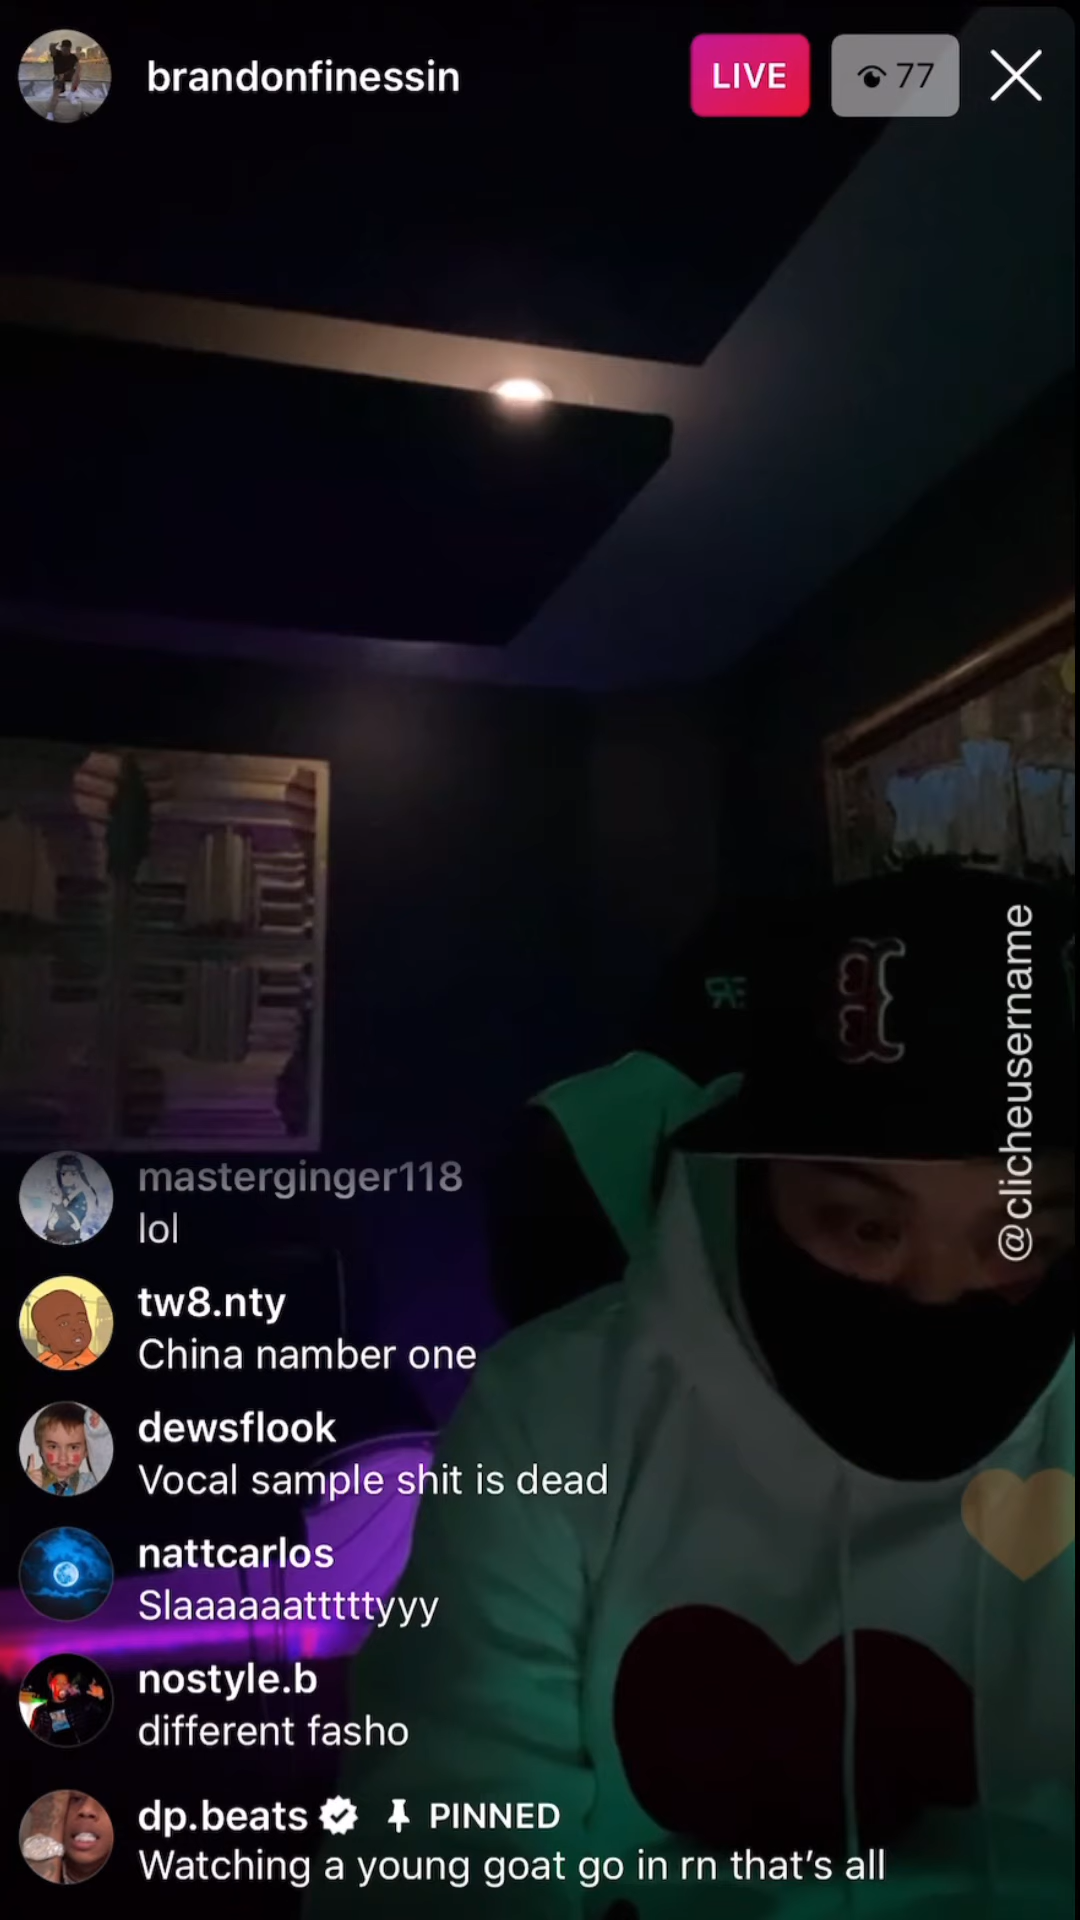 brandonfinessin
LIVE
77
@clicheusername
masterginger118
lol
tw8.nty
China namber one
dewsflook
Vocal sample shit is dead
nattcarlos
Slaaaaaatttttyyy
nostyle.b
different fasho
dp.beats PINNED
Watching a young goat go in rn that’s all